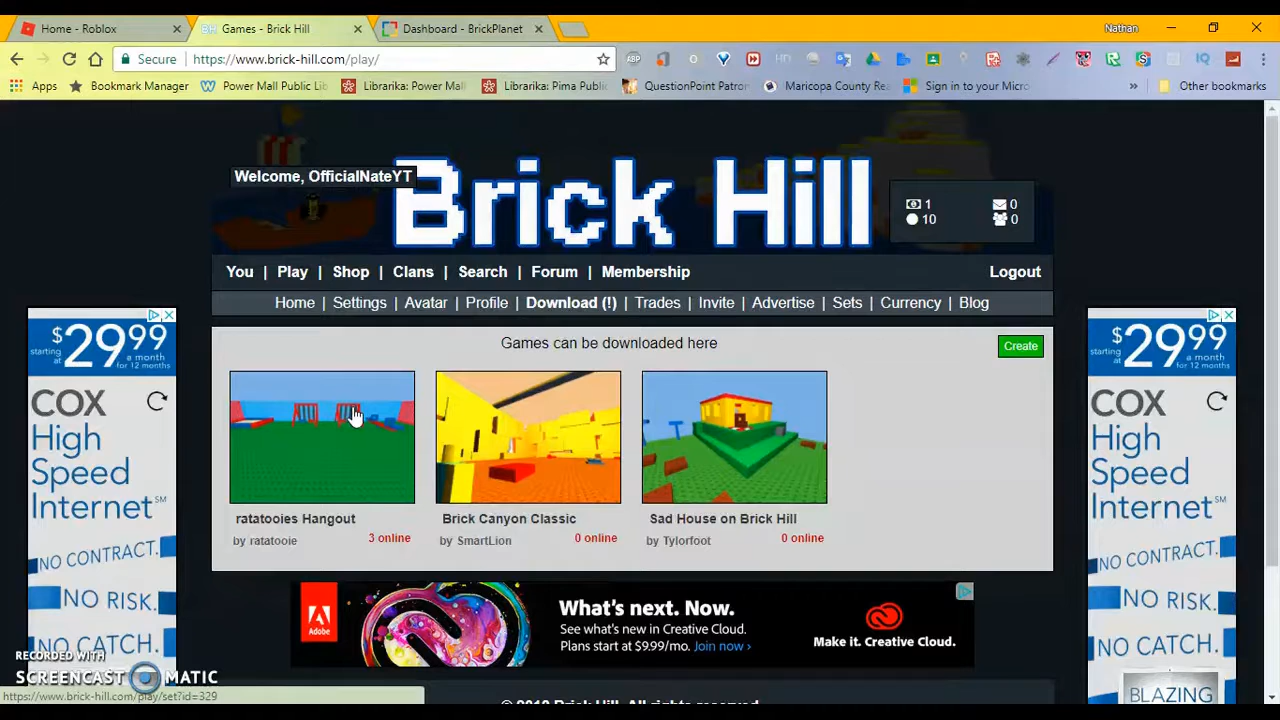 Home - Roblox
Games - Brick Hill
Dashboard - BrickPlanet
Nathan
Secure | https://www.brick-hill.com/play/
Apps
Bookmark Manager
Power Mall Public Lib
Librarika: Power Mall
Librarika: Pima Public
QuestionPoint Patron
Maricopa County Rea
Sign in to your Micro
»
Other bookmarks
Welcome, OfficialNateYT
Brick Hill
1
0
10
0
You | Play | Shop | Clans | Search | Forum | Membership
Logout
Home | Settings | Avatar | Profile | Download (!) | Trades | Invite | Advertise | Sets | Currency | Blog
Games can be downloaded here
Create
ratatooies Hangout
by ratatooie
3 online
Brick Canyon Classic
by SmartLion
0 online
Sad House on Brick Hill
by Tylorfoot
0 online
starting at $29.99 a month for 12 months
COX
High
Speed
Internet℠
NO CONTRACT.
NO RISK.
NO CATCH.
starting at $29.99 a month for 12 months
COX
High
Speed
Internet℠
NO CONTRACT.
NO RISK.
NO CATCH.
BLAZING
Adobe
What's next. Now.
See what's new in Creative Cloud.
Plans start at $9.99/mo. Join now ›
Make it. Creative Cloud.
RECORDED WITH
SCREENCAST MATIC
https://www.brick-hill.com/play/set?id=329